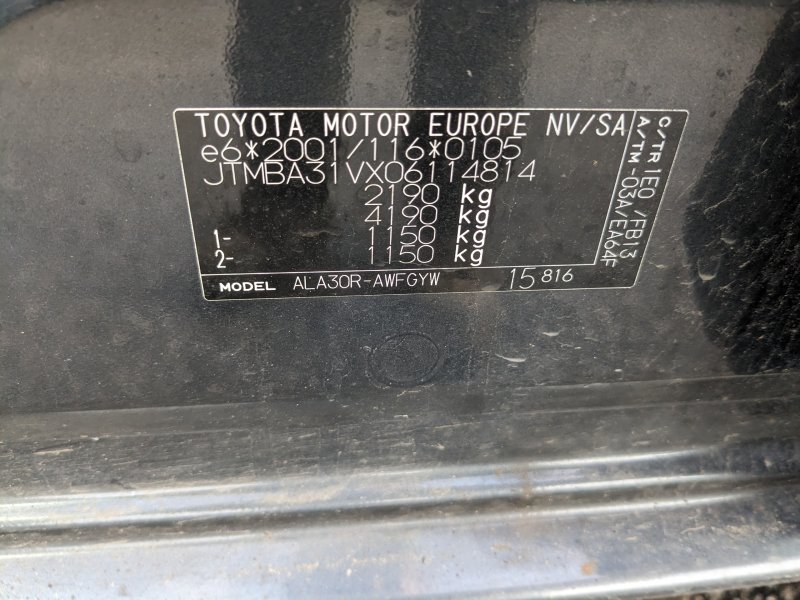 TOYOTA MOTOR EUROPE NV/SA
e6*2001/116*0105
JTMBA31VX06114814
2190 kg
4190 kg
1- 1150 kg
2- 1150 kg
MODEL ALA30R-AWFGYW 15 816
C/TR 1E0 /FB13
A/TM -03A/EA64F